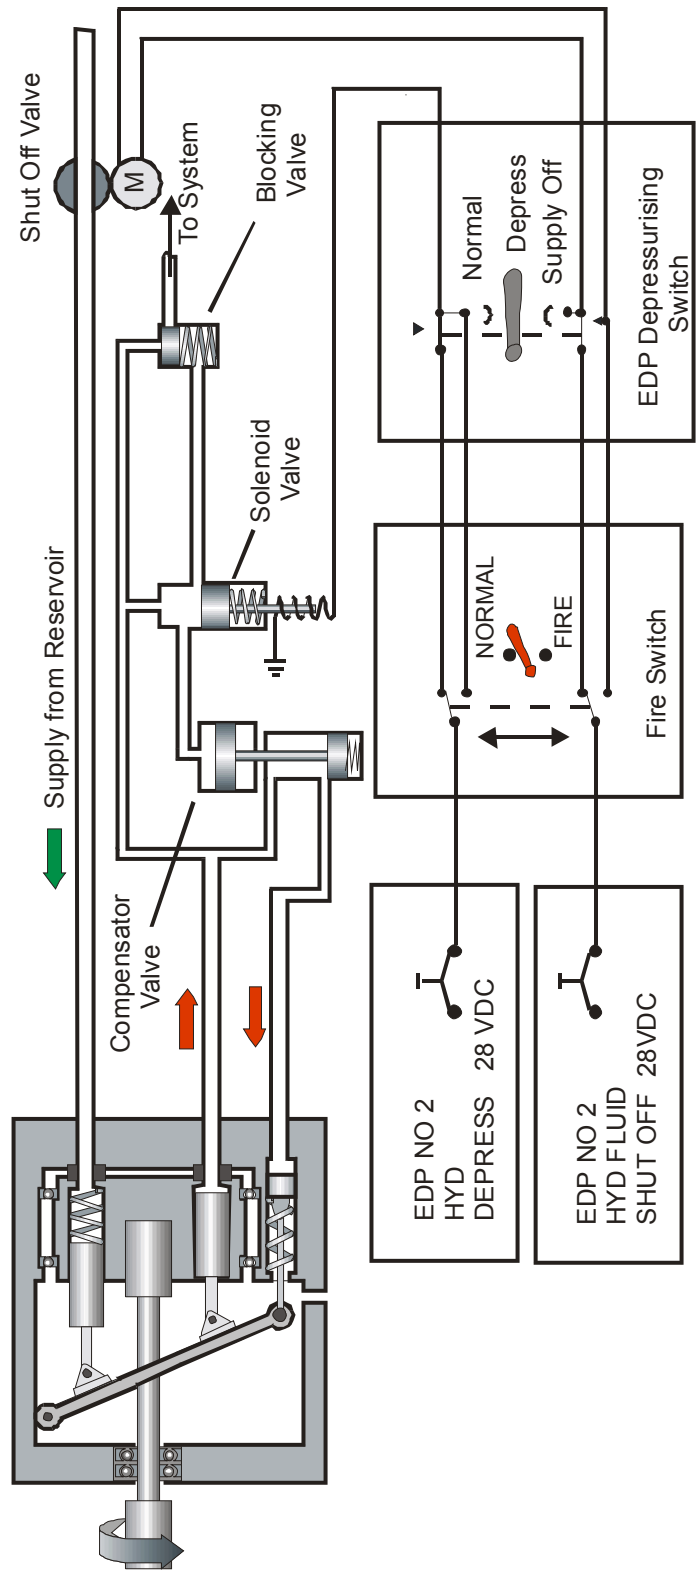 Supply from Reservoir
Shut Off Valve
M
To System
Blocking
Valve
Solenoid
Valve
Compensator
Valve
EDP NO 2
HYD
DEPRESS 28 VDC
EDP NO 2
HYD FLUID
SHUT OFF 28VDC
NORMAL
FIRE
Fire Switch
Normal
Depress
Supply Off
EDP Depressurising
Switch